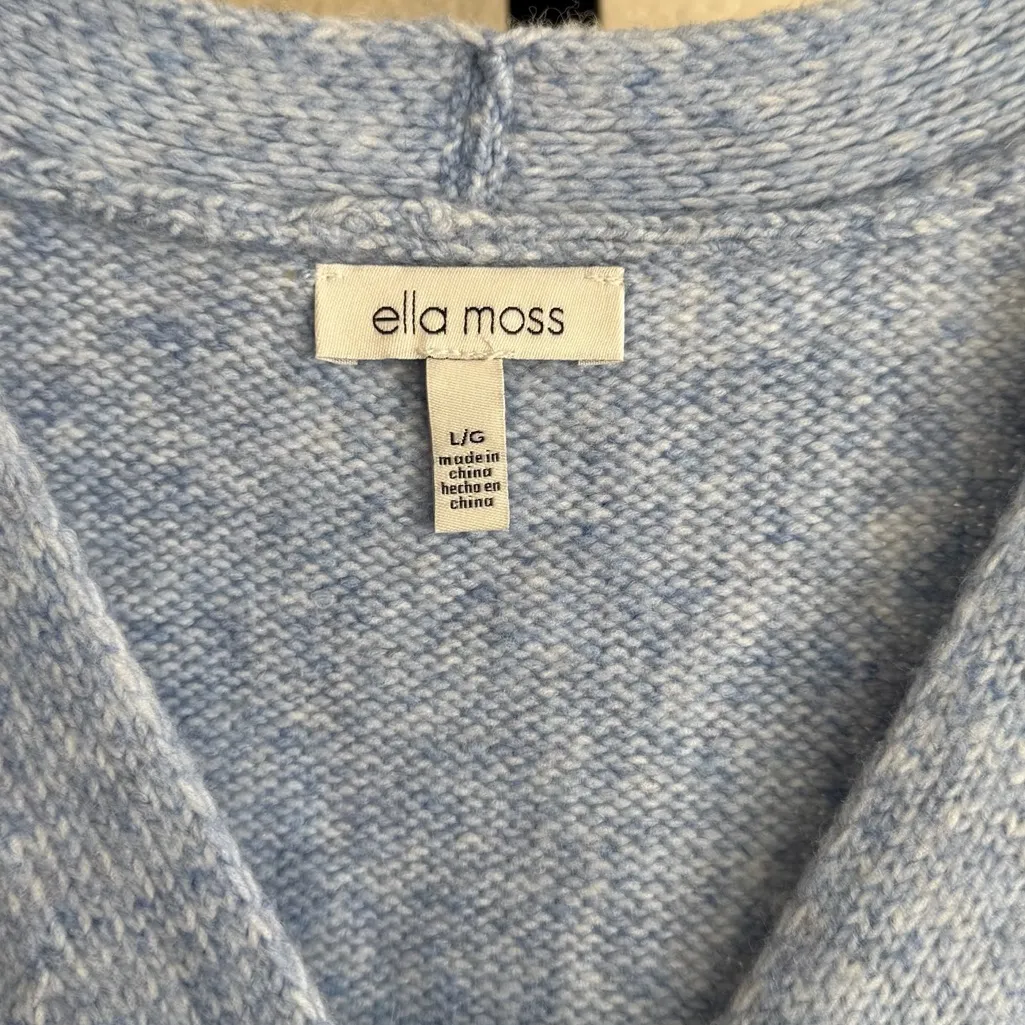 ella moss
L/G
made in
china
hecho en
china